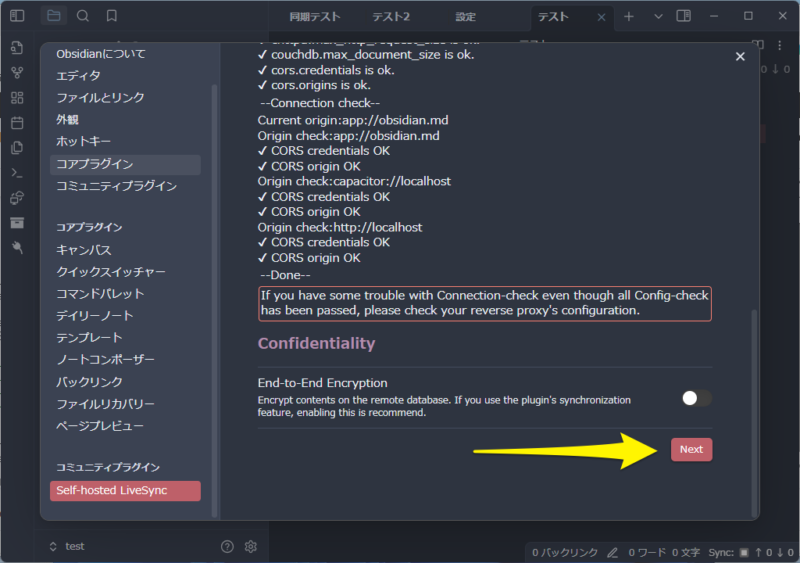 同期テスト
テスト2
設定
テスト
Obsidianについて
エディタ
ファイルとリンク
外観
ホットキー
コアプラグイン
コミュニティプラグイン
コアプラグイン
キャンバス
クイックスイッチャー
コマンドパレット
デイリーノート
テンプレート
ノートコンポーザー
バックリンク
ファイルリカバリー
ページプレビュー
コミュニティプラグイン
Self-hosted LiveSync
✔ couchdb.max_document_size is ok.
✔ cors.credentials is ok.
✔ cors.origins is ok.
--Connection check--
Current origin:app://obsidian.md
Origin check:app://obsidian.md
✔ CORS credentials OK
✔ CORS origin OK
Origin check:capacitor://localhost
✔ CORS credentials OK
✔ CORS origin OK
Origin check:http://localhost
✔ CORS credentials OK
✔ CORS origin OK
--Done--
If you have some trouble with Connection-check even though all Config-check
has been passed, please check your reverse proxy's configuration.
Confidentiality
End-to-End Encryption
Encrypt contents on the remote database. If you use the plugin's synchronization
feature, enabling this is recommend.
Next
test
0 バックリンク 0 ワード 0 文字 Sync: ↑ 0 ↓ 0